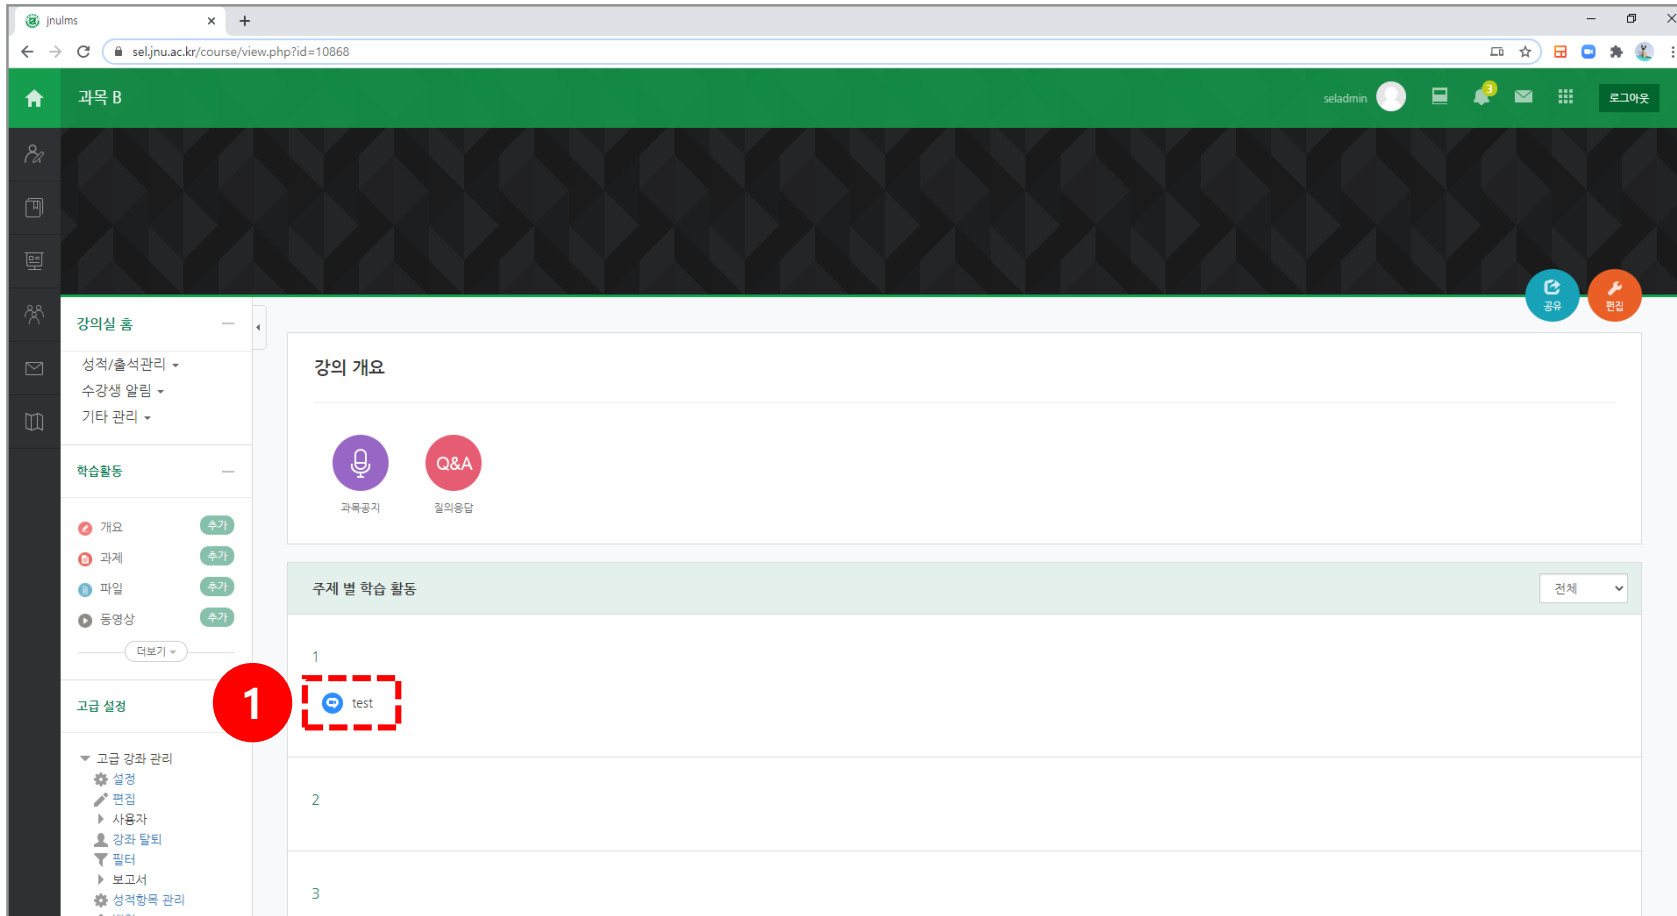 jnulms
sel.jnu.ac.kr/course/view.php?id=10868
과목 B
seladmin
3
로그아웃
공유
편집
강의실 홈
성적/출석관리
수강생 알림
기타 관리
학습활동
개요 추가
과제 추가
파일 추가
동영상 추가
더보기
고급 설정
고급 강좌 관리
설정
편집
사용자
강좌 탈퇴
필터
보고서
성적항목 관리
강의 개요
Q&A
과목공지
질의응답
주제 별 학습 활동
전체
1
1
test
2
3